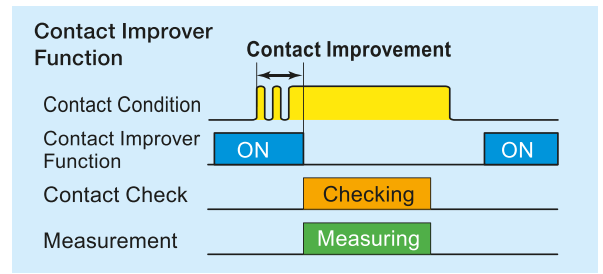 Contact Improver
Function
Contact Improvement
Contact Condition
Contact Improver
Function
ON
ON
Contact Check
Checking
Measurement
Measuring